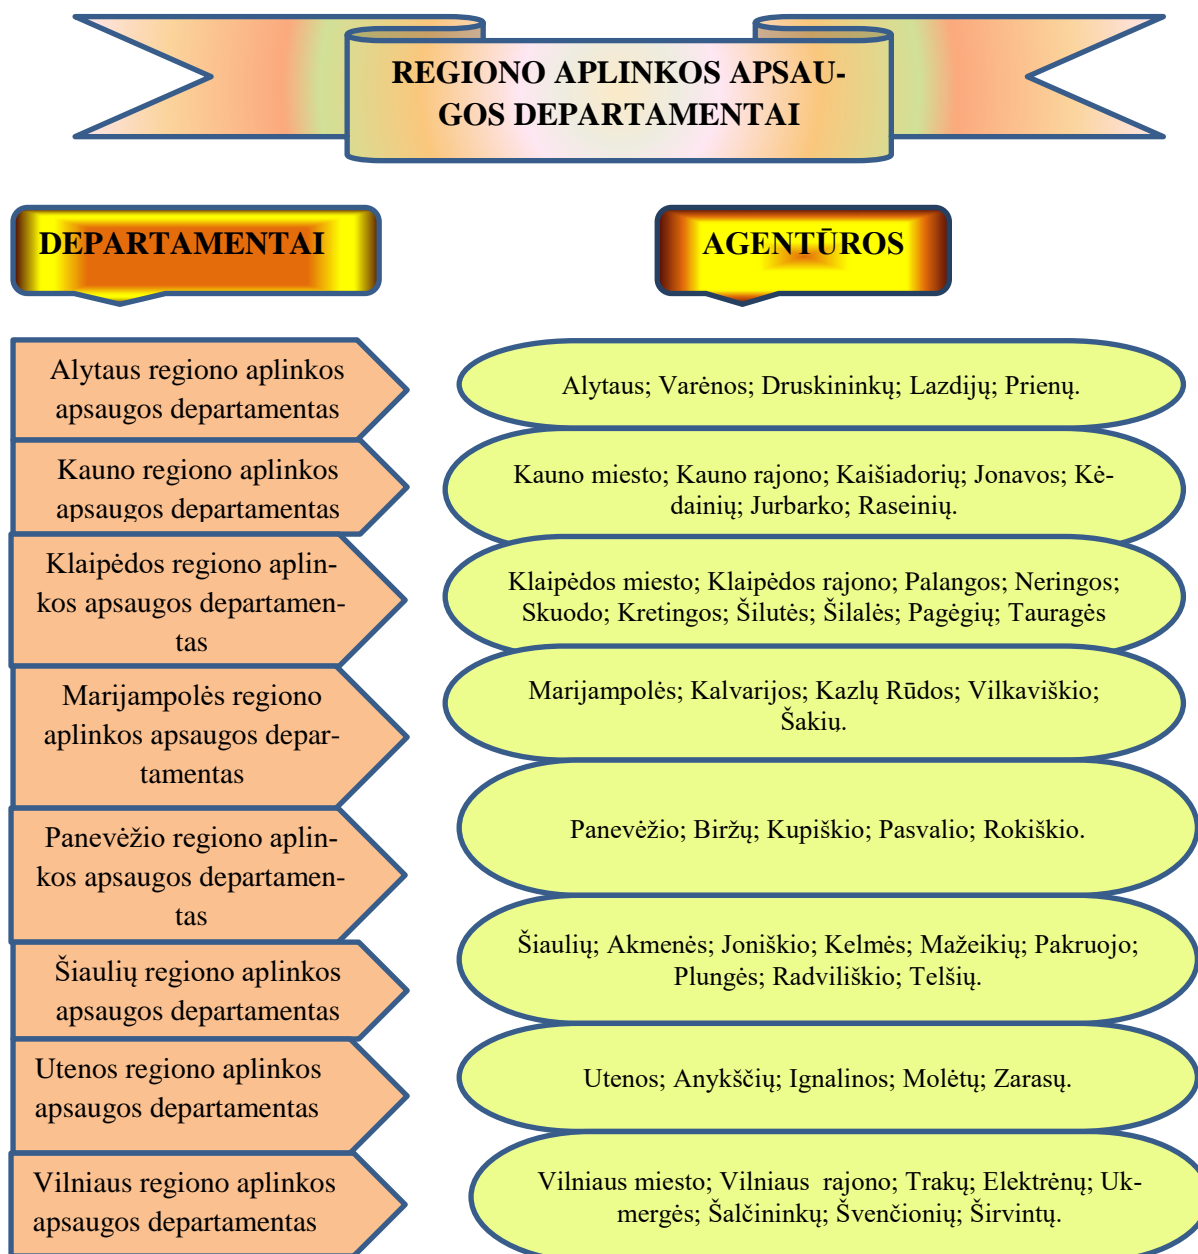 REGIONO APLINKOS APSAU-
GOS DEPARTAMENTAI
DEPARTAMENTAI
AGENTŪROS
Alytaus regiono aplinkos
apsaugos departamentas
Alytaus; Varėnos; Druskininkų; Lazdijų; Prienų.
Kauno regiono aplinkos
apsaugos departamentas
Kauno miesto; Kauno rajono; Kaišiadorių; Jonavos; Kė-
dainių; Jurbarko; Raseinių.
Klaipėdos regiono aplin-
kos apsaugos departamen-
tas
Klaipėdos miesto; Klaipėdos rajono; Palangos; Neringos;
Skuodo; Kretingos; Šilutės; Šilalės; Pagėgių; Tauragės
Marijampolės regiono
aplinkos apsaugos depar-
tamentas
Marijampolės; Kalvarijos; Kazlų Rūdos; Vilkaviškio;
Šakių.
Panevėžio regiono aplin-
kos apsaugos departamen-
tas
Panevėžio; Biržų; Kupiškio; Pasvalio; Rokiškio.
Šiaulių regiono aplinkos
apsaugos departamentas
Šiaulių; Akmenės; Joniškio; Kelmės; Mažeikių; Pakruojo;
Plungės; Radviliškio; Telšių.
Utenos regiono aplinkos
apsaugos departamentas
Utenos; Anykščių; Ignalinos; Molėtų; Zarasų.
Vilniaus regiono aplinkos
apsaugos departamentas
Vilniaus miesto; Vilniaus  rajono; Trakų; Elektrėnų; Uk-
mergės; Šalčininkų; Švenčionių; Širvintų.